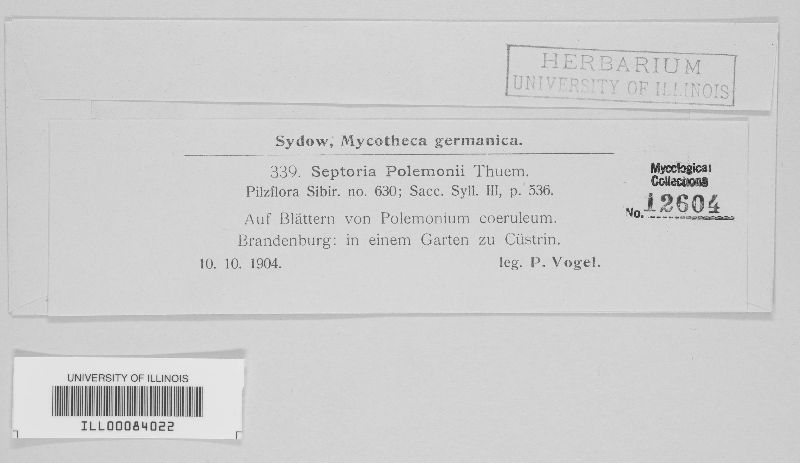 HERBARIUM
UNIVERSITY OF ILLINOIS
Sydow, Mycotheca germanica.
339. Septoria Polemonii Thuem.
Pilzflora Sibir. no. 630; Sacc. Syll. III, p. 536.
Auf Blättern von Polemonium coeruleum.
Brandenburg: in einem Garten zu Cüstrin.
10. 10. 1904. leg. P. Vogel.
Mycological
Collections
No. 12604
UNIVERSITY OF ILLINOIS
ILL00084022